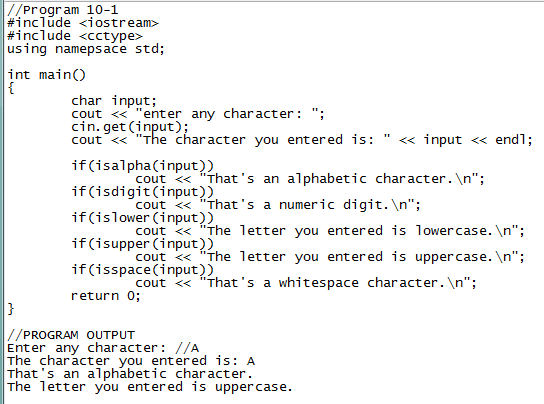 //Program 10-1
#include <iostream>
#include <cctype>
using namepsace std;
int main()
{
char input;
cout << "enter any character: ";
cin.get(input);
cout << "The character you entered is: " << input << endl;
if(isalpha(input))
cout << "That's an alphabetic character.\n";
if(isdigit(input))
cout << "That's a numeric digit.\n";
if(islower(input))
cout << "The letter you entered is lowercase.\n";
if(isupper(input))
cout << "The letter you entered is uppercase.\n";
if(isspace(input))
cout << "That's a whitespace character.\n";
return 0;
}
//PROGRAM OUTPUT
Enter any character: //A
The character you entered is: A
That's an alphabetic character.
The letter you entered is uppercase.